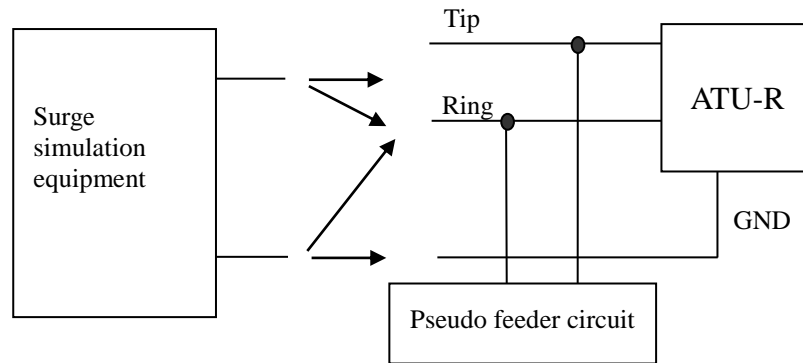 Tip
Ring
ATU-R
Surge
simulation
equipment
GND
Pseudo feeder circuit